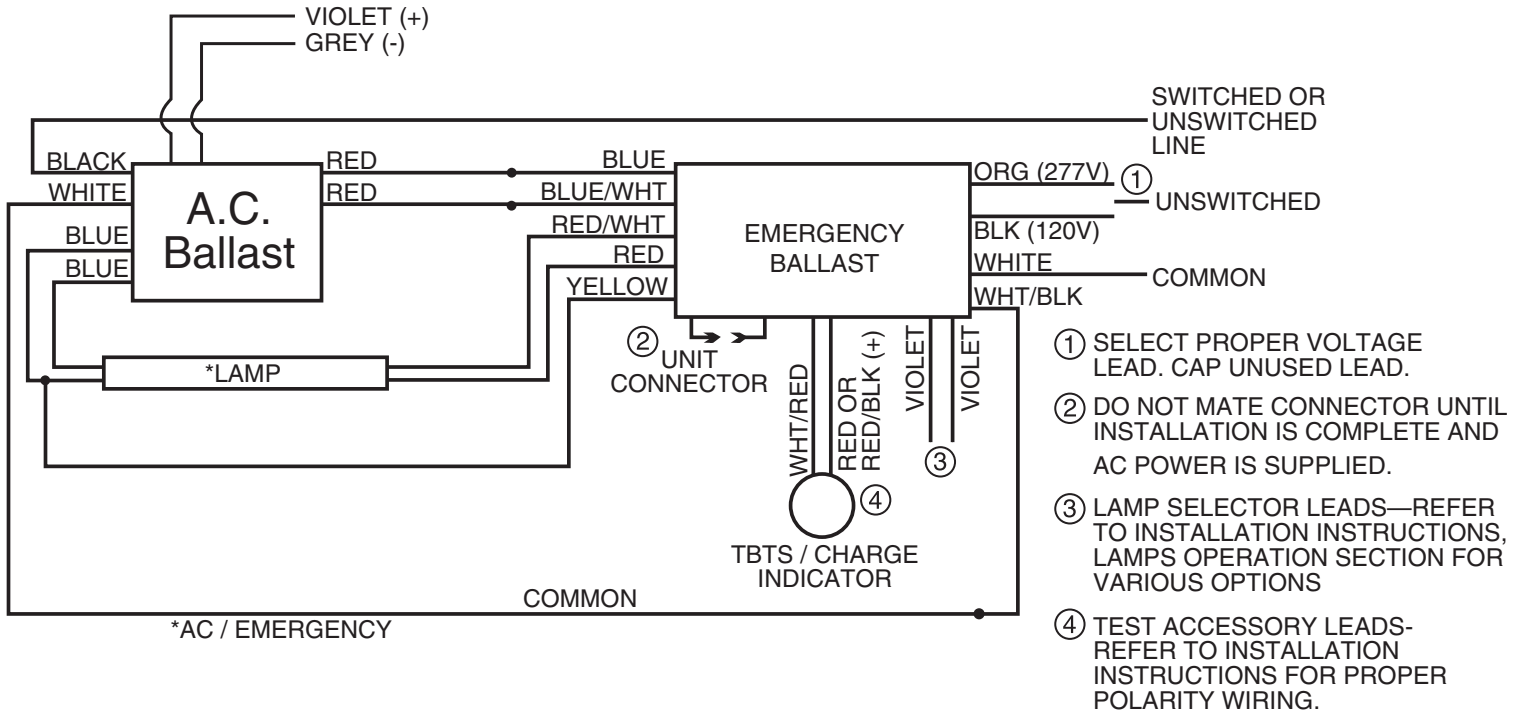 VIOLET (+)
GREY (-)
SWITCHED OR
UNSWITCHED
LINE
BLACK
WHITE
BLUE
BLUE
A.C.
Ballast
RED
RED
BLUE
BLUE/WHT
RED/WHT
RED
YELLOW
EMERGENCY
BALLAST
ORG (277V)
1
UNSWITCHED
BLK (120V)
WHITE
COMMON
WHT/BLK
*LAMP
2
UNIT
CONNECTOR
WHT/RED
RED OR
RED/BLK (+)
VIOLET
VIOLET
3
4
TBTS / CHARGE
INDICATOR
COMMON
*AC / EMERGENCY
1 SELECT PROPER VOLTAGE
LEAD. CAP UNUSED LEAD.
2 DO NOT MATE CONNECTOR UNTIL
INSTALLATION IS COMPLETE AND
AC POWER IS SUPPLIED.
3 LAMP SELECTOR LEADS—REFER
TO INSTALLATION INSTRUCTIONS,
LAMPS OPERATION SECTION FOR
VARIOUS OPTIONS
4 TEST ACCESSORY LEADS-
REFER TO INSTALLATION
INSTRUCTIONS FOR PROPER
POLARITY WIRING.